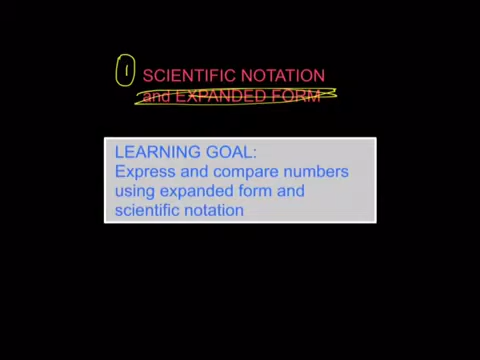 1
SCIENTIFIC NOTATION
and EXPANDED FORM
LEARNING GOAL:
Express and compare numbers
using expanded form and
scientific notation